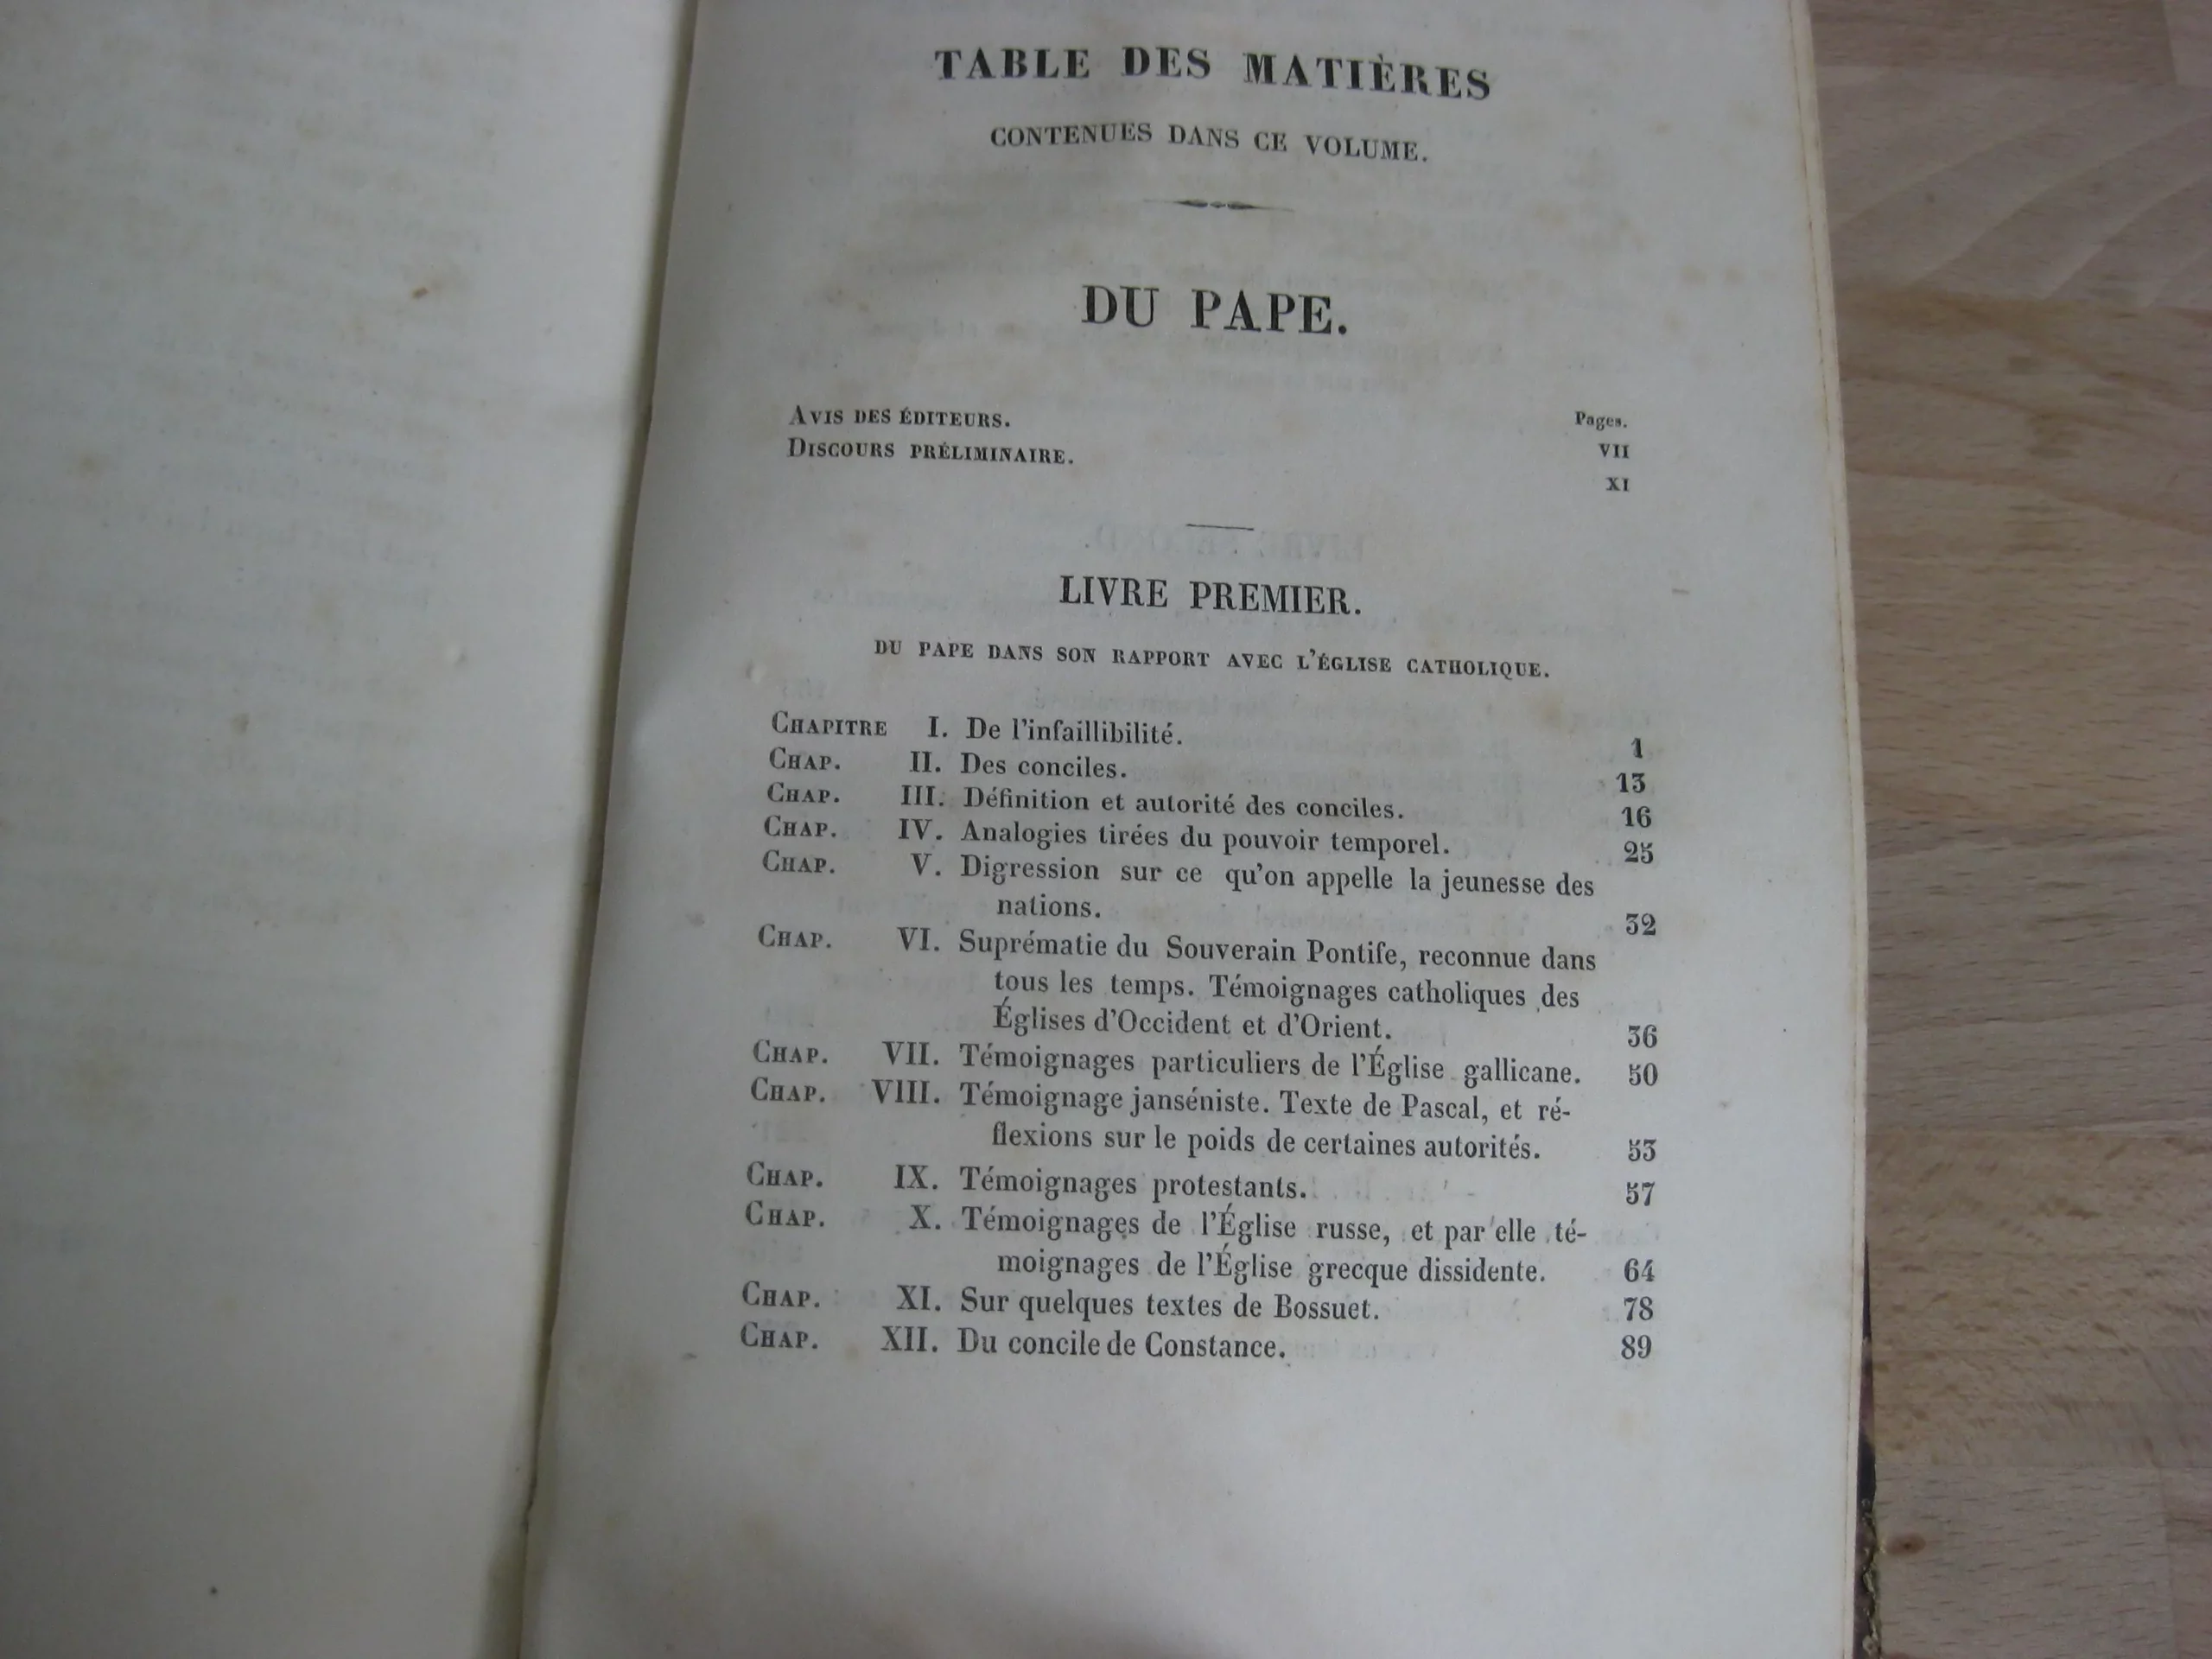 TABLE DES MATIÈRES
CONTENUES DANS CE VOLUME.
DU PAPE.
Pages.
AVIS DES ÉDITEURS. VII
DISCOURS PRÉLIMINAIRE. XI
LIVRE PREMIER.
DU PAPE DANS SON RAPPORT AVEC L'ÉGLISE CATHOLIQUE.
CHAPITRE I. De l'infaillibilité. 1
CHAP. II. Des conciles. 13
CHAP. III. Définition et autorité des conciles. 16
CHAP. IV. Analogies tirées du pouvoir temporel. 25
CHAP. V. Digression sur ce qu'on appelle la jeunesse des
nations. 32
CHAP. VI. Suprématie du Souverain Pontife, reconnue dans
tous les temps. Témoignages catholiques des
Églises d'Occident et d'Orient. 36
CHAP. VII. Témoignages particuliers de l'Église gallicane. 50
CHAP. VIII. Témoignage janséniste. Texte de Pascal, et ré-
flexions sur le poids de certaines autorités. 53
CHAP. IX. Témoignages protestants. 57
CHAP. X. Témoignages de l'Église russe, et par elle té-
moignages de l'Église grecque dissidente. 64
CHAP. XI. Sur quelques textes de Bossuet. 78
CHAP. XII. Du concile de Constance. 89